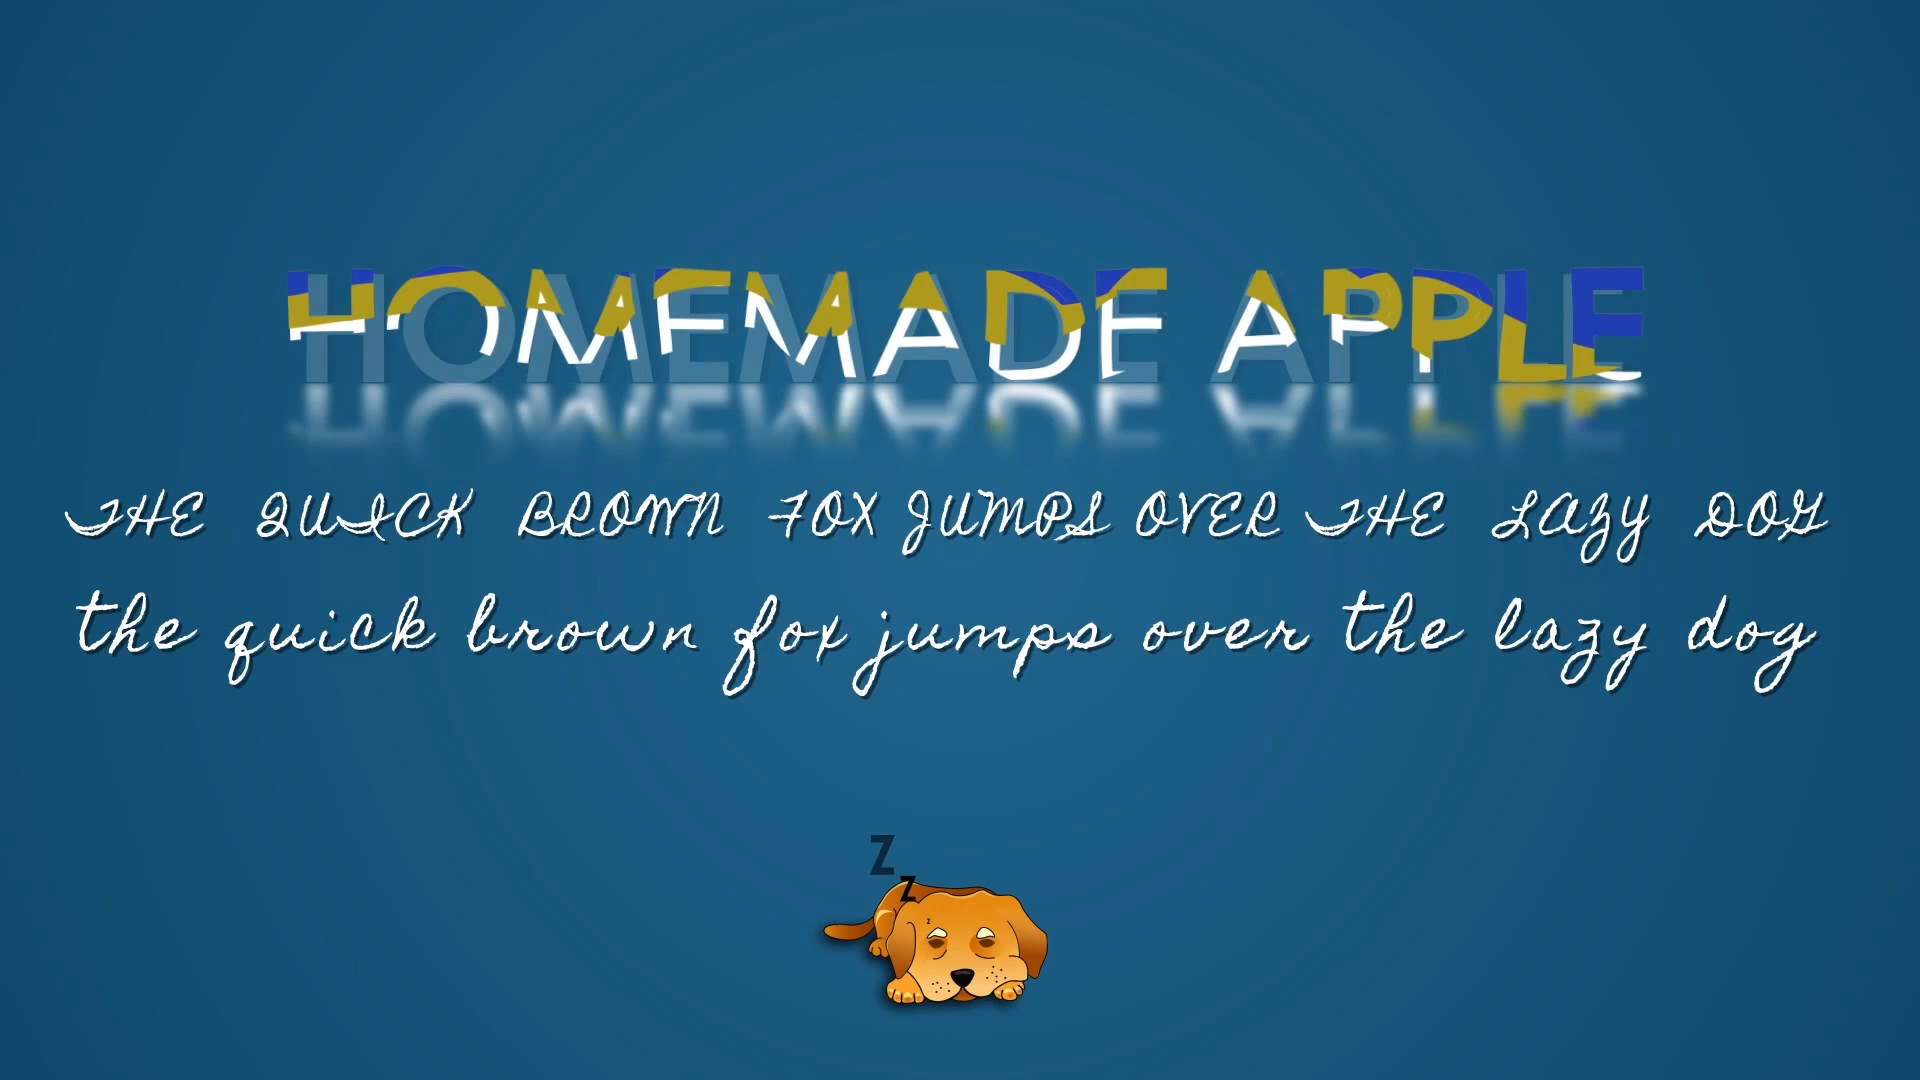 HOMEMADE APPLE
THE QUICK BROWN FOX JUMPS OVER THE LAZY DOG
the quick brown fox jumps over the lazy dog
Z
z
z